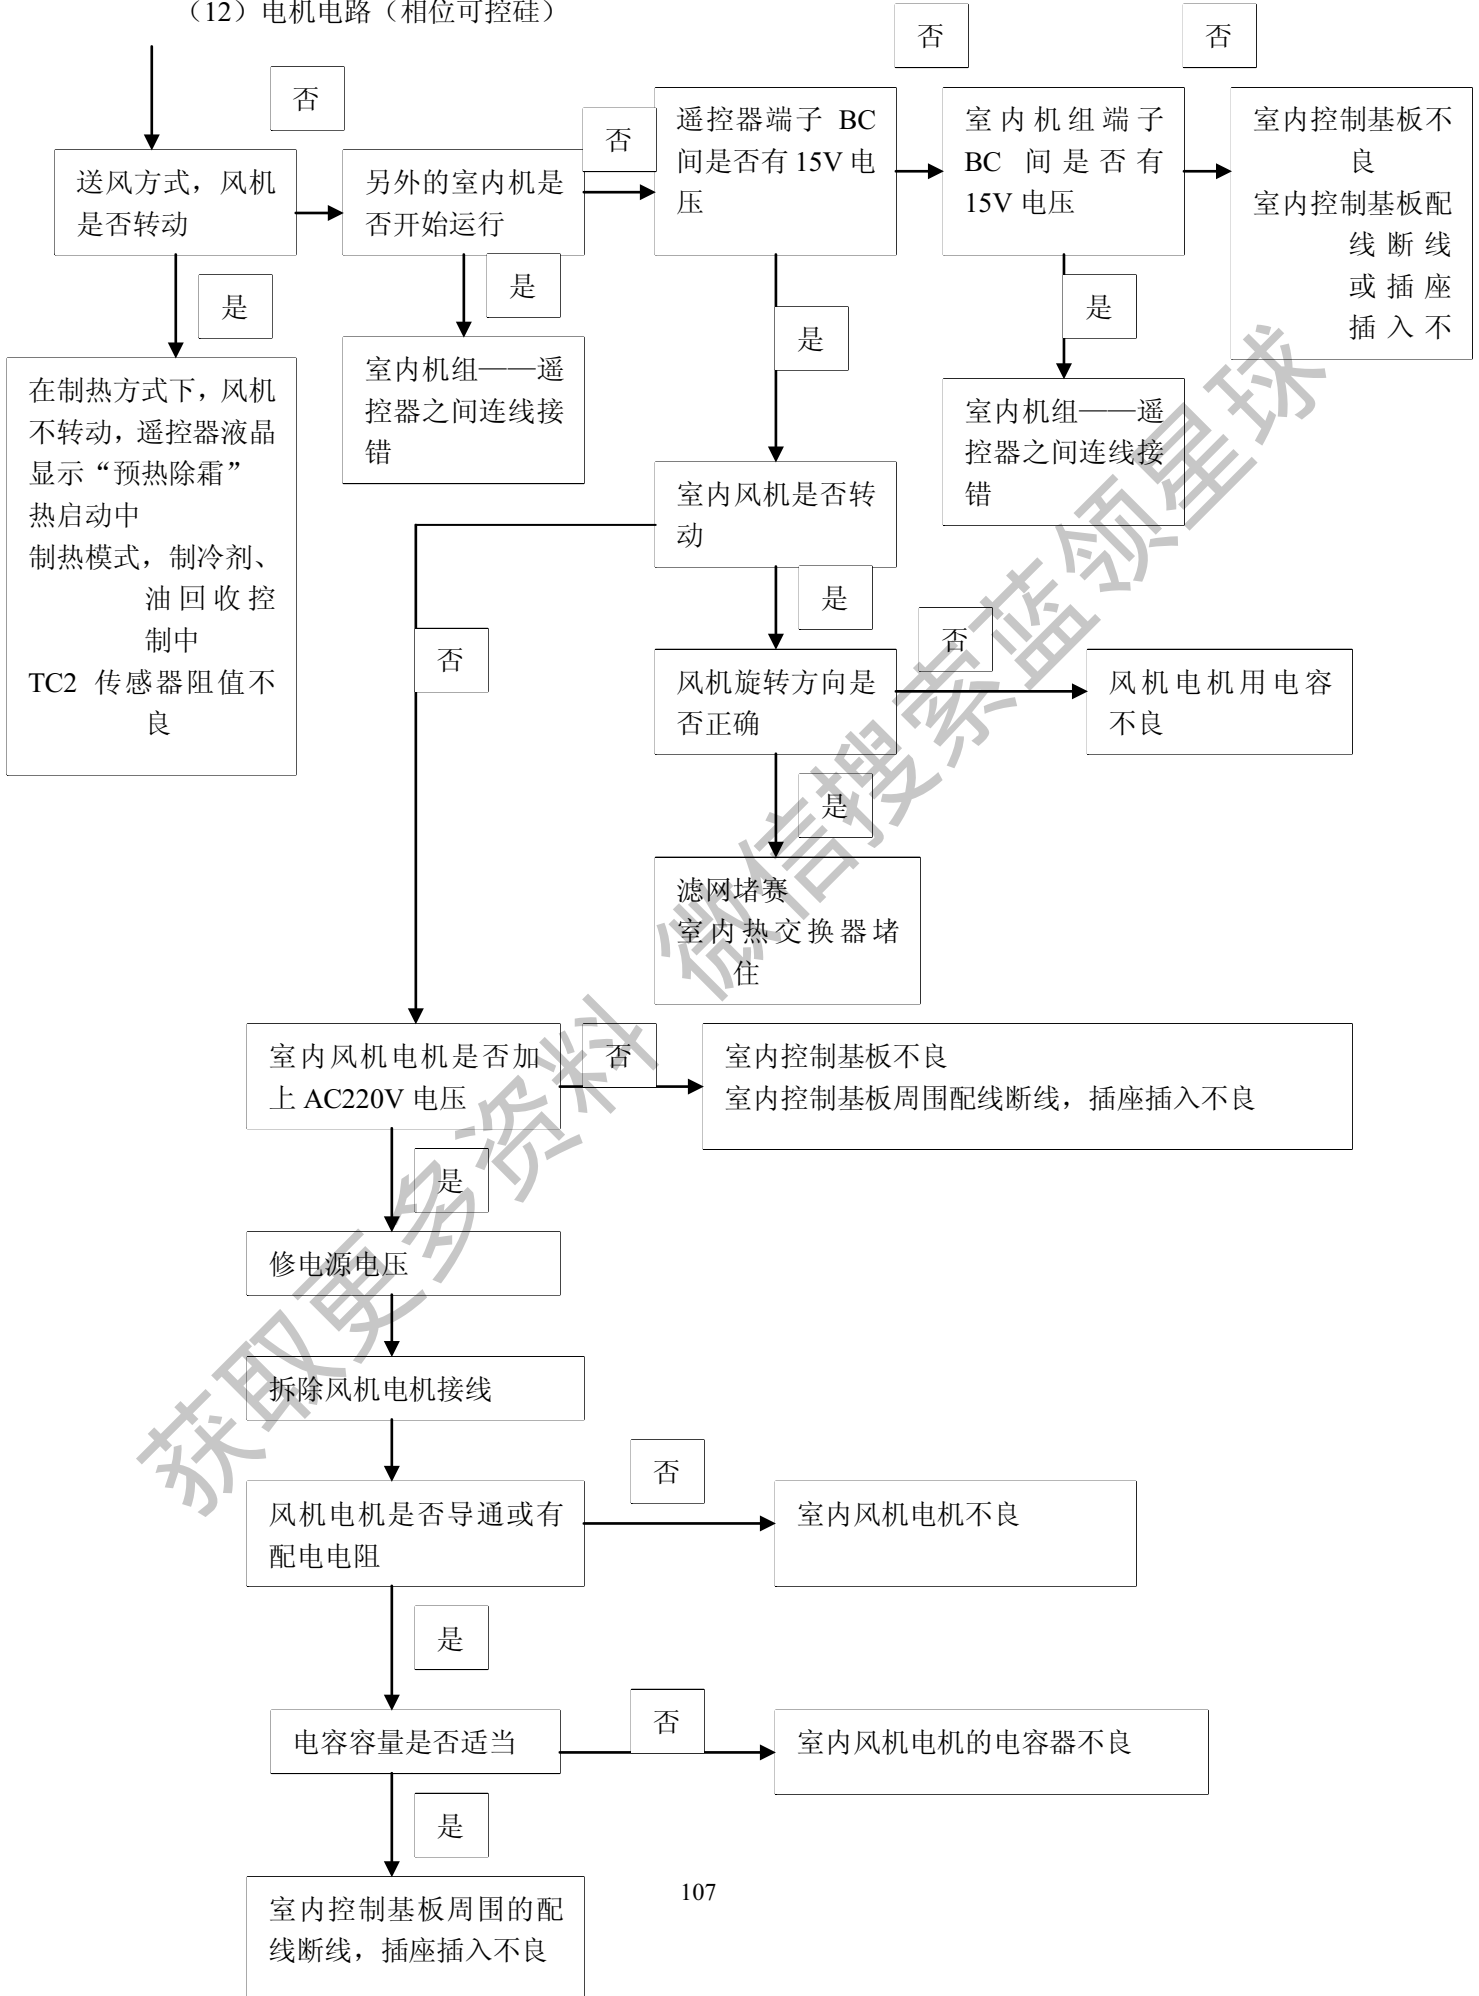 （12）电机电路（相位可控硅）
否
否
否
否
送风方式，风机
是否转动
另外的室内机是
否开始运行
遥控器端子 BC
间是否有 15V 电
压
室内机组端子
BC 间是否有
15V 电压
室内控制基板不
良
室内控制基板配
线断线
或插座
插入不
是
是
是
是
在制热方式下，风机
不转动，遥控器液晶
显示“预热除霜”
热启动中
制热模式，制冷剂、
油回收控
制中
TC2 传感器阻值不
良
室内机组——遥
控器之间连线接
错
室内机组——遥
控器之间连线接
错
室内风机是否转
动
是
否
否
风机旋转方向是
否正确
风机电机用电容
不良
是
滤网堵赛
室内热交换器堵
住
室内风机电机是否加
上 AC220V 电压
否
室内控制基板不良
室内控制基板周围配线断线，插座插入不良
是
修电源电压
拆除风机电机接线
风机电机是否导通或有
配电电阻
否
室内风机电机不良
是
电容容量是否适当
否
室内风机电机的电容器不良
是
室内控制基板周围的配
线断线，插座插入不良
107
获取更多资料 微信搜索蓝领星球